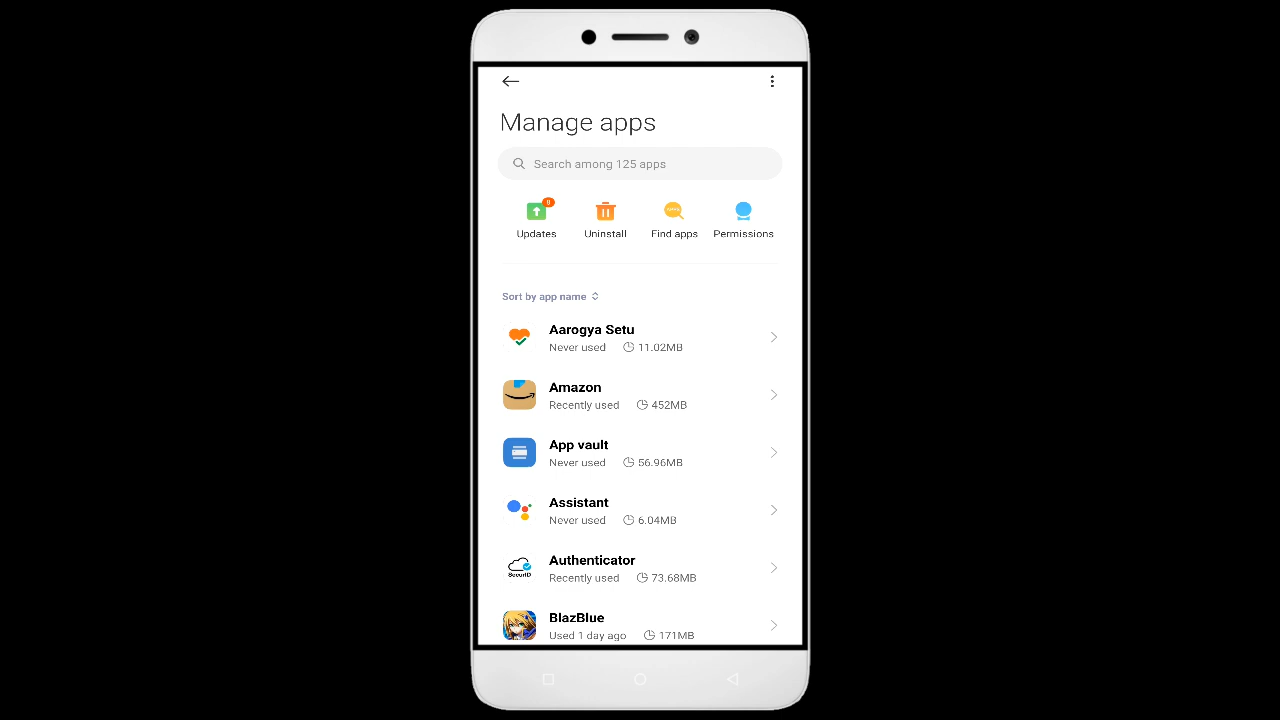 Manage apps
Search among 125 apps
8
Updates
Uninstall
Find apps
Permissions
Sort by app name
Aarogya Setu
Never used 11.02MB
Amazon
Recently used 452MB
App vault
Never used 56.96MB
Assistant
Never used 6.04MB
SecurID
Authenticator
Recently used 73.68MB
BlazBlue
Used 1 day ago 171MB